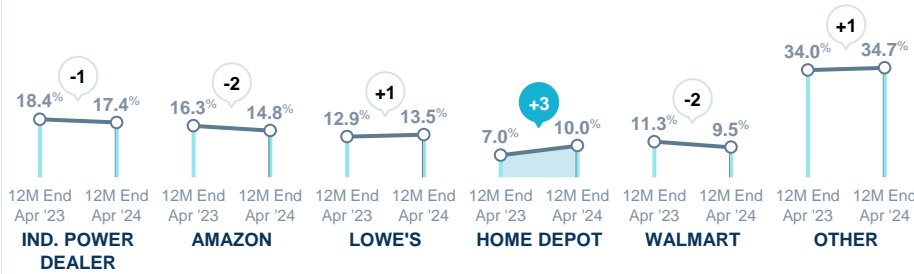 -1
18.4%
17.4%
12M End
Apr '23
12M End
Apr '24
IND. POWER
DEALER
-2
16.3%
14.8%
12M End
Apr '23
12M End
Apr '24
AMAZON
+1
12.9%
13.5%
12M End
Apr '23
12M End
Apr '24
LOWE'S
+3
7.0%
10.0%
12M End
Apr '23
12M End
Apr '24
HOME DEPOT
-2
11.3%
9.5%
12M End
Apr '23
12M End
Apr '24
WALMART
+1
34.0%
34.7%
12M End
Apr '23
12M End
Apr '24
OTHER